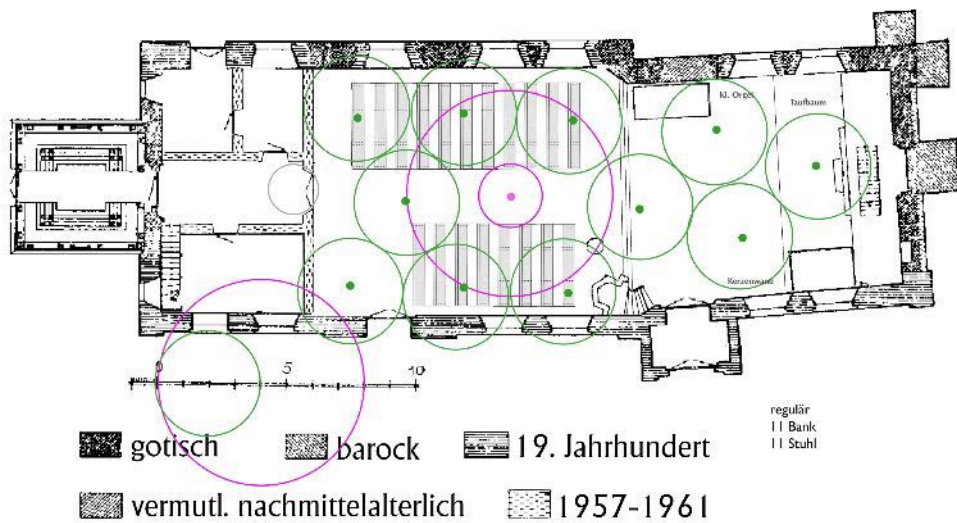 Kl. Orgel
Taufbaum
Kerzenwand
0 5 10
regulär
11 Bank
11 Stuhl
gotisch barock 19. Jahrhundert
vermutl. nachmittelalterlich 1957-1961